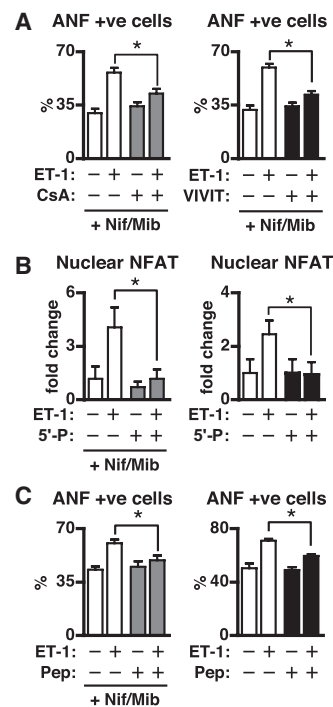 A
ANF +ve cells
70
35
0
%
*
ET-1: − + − +
CsA: − − + +
+ Nif/Mib
ANF +ve cells
70
35
0
%
*
ET-1: − + − +
VIVIT: − − + +
+ Nif/Mib
B
Nuclear NFAT
6
3
0
fold change
*
ET-1: − + − +
5'-P: − − + +
+ Nif/Mib
Nuclear NFAT
4
2
0
fold change
*
ET-1: − + − +
5'-P: − − + +
C
ANF +ve cells
70
35
0
%
*
ET-1: − + − +
Pep: − − + +
+ Nif/Mib
ANF +ve cells
80
40
0
%
*
ET-1: − + − +
Pep: − − + +